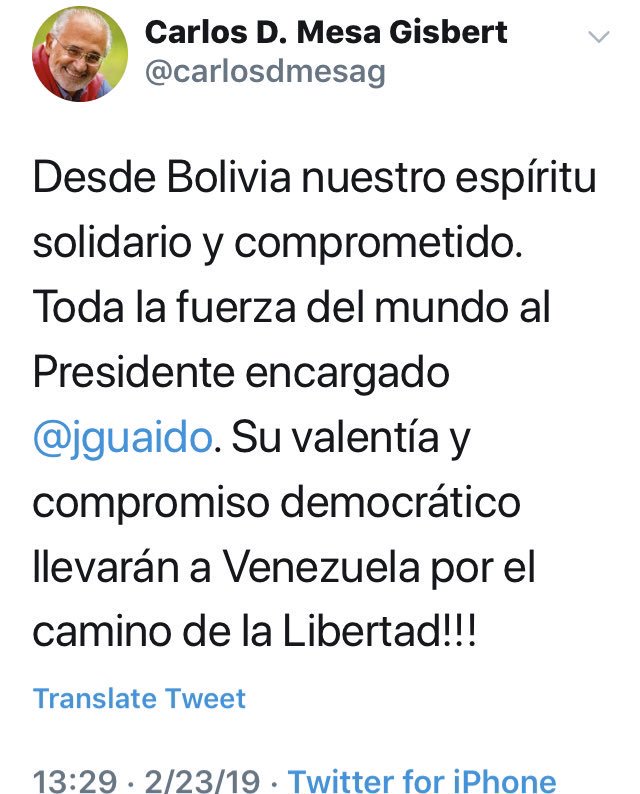 Carlos D. Mesa Gisbert
@carlosdmesag
Desde Bolivia nuestro espíritu
solidario y comprometido.
Toda la fuerza del mundo al
Presidente encargado
@jguaido. Su valentía y
compromiso democrático
llevarán a Venezuela por el
camino de la Libertad!!!
Translate Tweet
13:29 · 2/23/19 · Twitter for iPhone